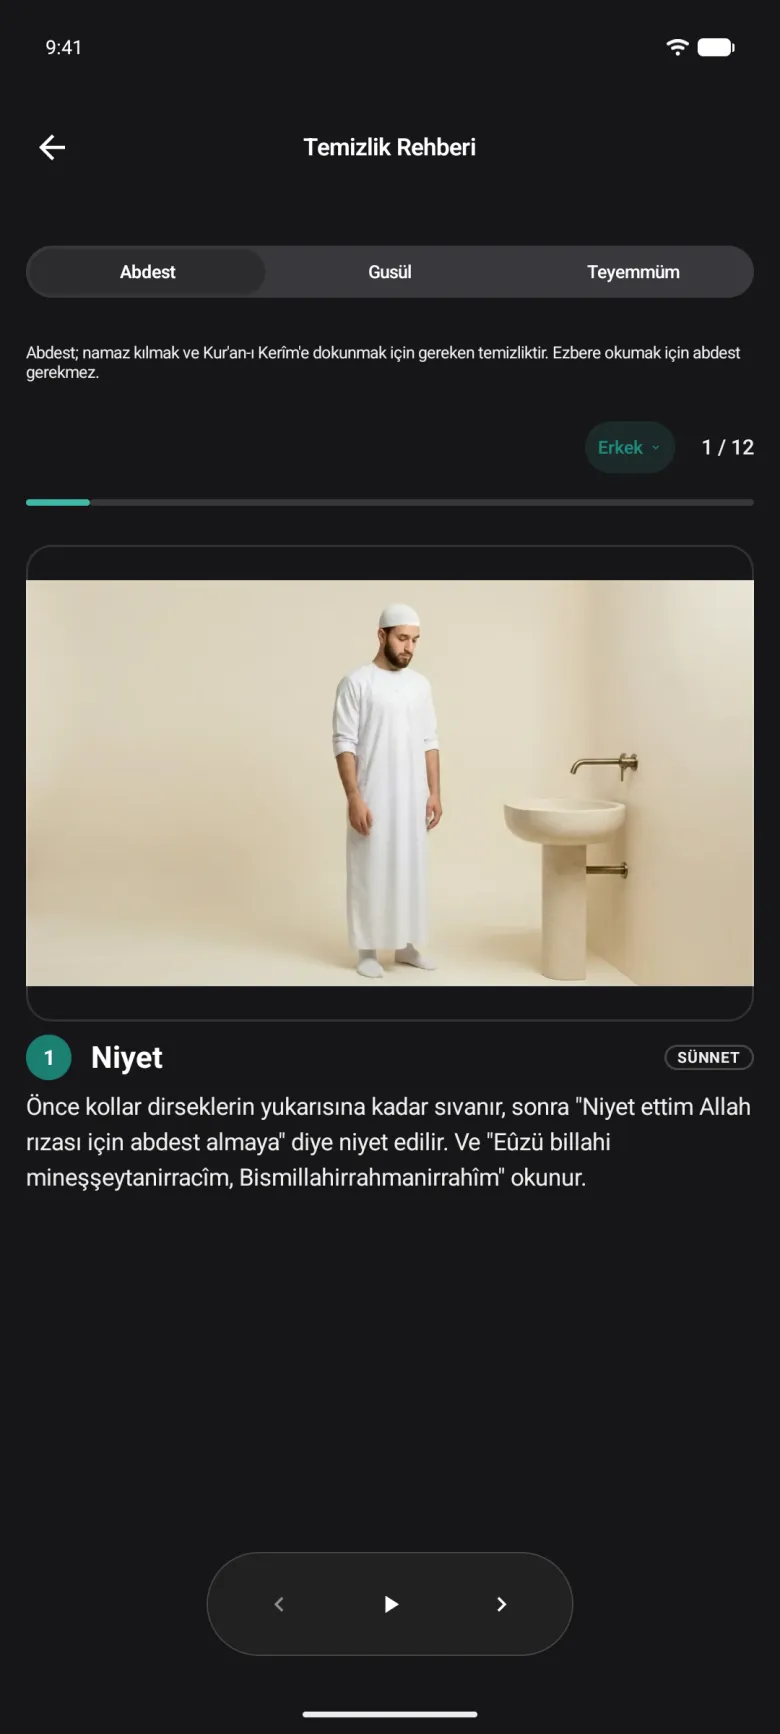 9:41
Temizlik Rehberi
Abdest
Gusül
Teyemmüm
Abdest; namaz kılmak ve Kur'an-ı Kerîm'e dokunmak için gereken temizliktir. Ezbere okumak için abdest
gerekmez.
Erkek
1 / 12
1
Niyet
SÜNNET
Önce kollar dirseklerin yukarısına kadar sıvanır, sonra "Niyet ettim Allah
rızası için abdest almaya" diye niyet edilir. Ve "Eûzü billahi
mineşşeytanirracîm, Bismillahirrahmanirrahîm" okunur.